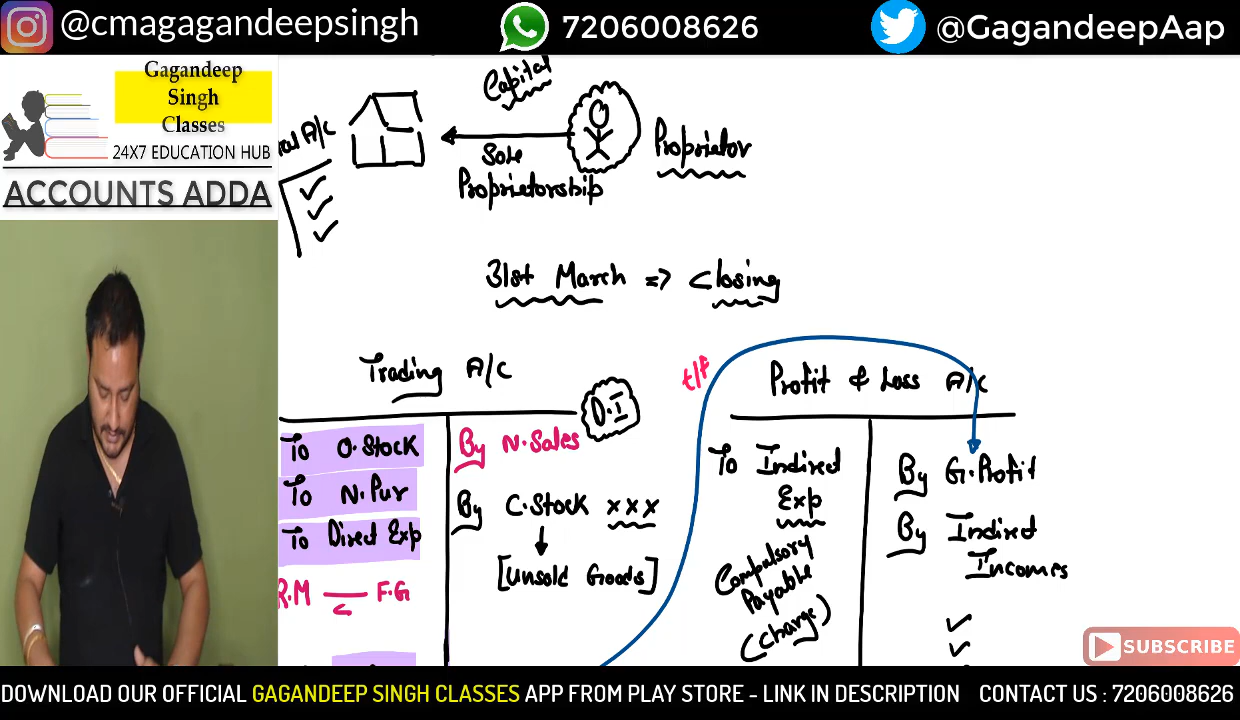 @cmagagandeepsingh
7206008626
@GagandeepAap
Gagandeep
Singh
Classes
24X7 EDUCATION HUB
ACCOUNTS ADDA
Capital
A/C
Sole
Proprietorship
Proprietor
31st March => Closing
Trading A/C
D.I
To O.Stock
To N.Pur
To Direct Exp
R.M
F.G
By N.Sales
By C.Stock xxx
[Unsold Goods]
t/f
Profit & Loss A/C
To Indirect
Exp
Compulsory
Payable
(Charge)
By G.Profit
By Indirect
Incomes
SUBSCRIBE
DOWNLOAD OUR OFFICIAL GAGANDEEP SINGH CLASSES APP FROM PLAY STORE - LINK IN DESCRIPTION CONTACT US : 7206008626